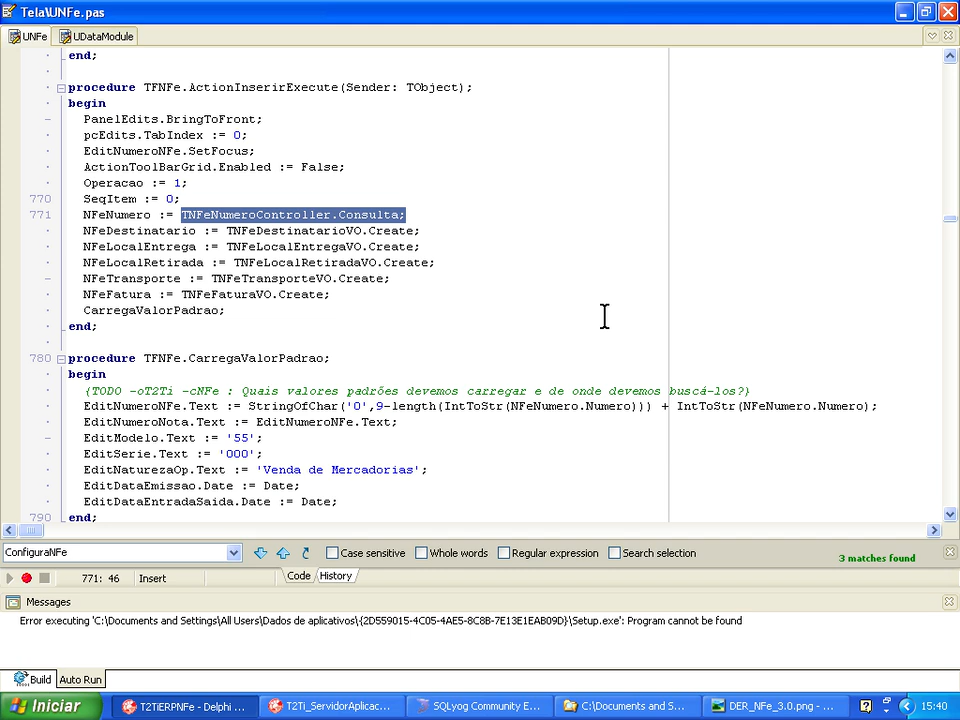 Tela\UNFe.pas
UNFe UDataModule
end;
procedure TFNFe.ActionInserirExecute(Sender: TObject);
begin
PanelEdits.BringToFront;
pcEdits.TabIndex := 0;
EditNumeroNFe.SetFocus;
ActionToolBarGrid.Enabled := False;
Operacao := 1;
770 SeqItem := 0;
771 NFeNumero := TNFeNumeroController.Consulta;
NFeDestinatario := TNFeDestinatarioVO.Create;
NFeLocalEntrega := TNFeLocalEntregaVO.Create;
NFeLocalRetirada := TNFeLocalRetiradaVO.Create;
NFeTransporte := TNFeTransporteVO.Create;
NFeFatura := TNFeFaturaVO.Create;
CarregaValorPadrao;
end;
780 procedure TFNFe.CarregaValorPadrao;
begin
{TODO -oT2Ti -cNFe : Quais valores padrões devemos carregar e de onde devemos buscá-los?}
EditNumeroNFe.Text := StringOfChar('0',9-length(IntToStr(NFeNumero.Numero))) + IntToStr(NFeNumero.Numero);
EditNumeroNota.Text := EditNumeroNFe.Text;
EditModelo.Text := '55';
EditSerie.Text := '000';
EditNaturezaOp.Text := 'Venda de Mercadorias';
EditDataEmissao.Date := Date;
EditDataEntradaSaida.Date := Date;
790 end;
ConfiguraNFe Case sensitive Whole words Regular expression Search selection 3 matches found
771: 46 Insert Code History
Messages
Error executing 'C:\Documents and Settings\All Users\Dados de aplicativos\{2D559015-4C05-4AE5-8C8B-7E13E1EAB09D}\Setup.exe': Program cannot be found
Build Auto Run
Iniciar T2TiERPNFe - Delphi ... T2Ti_ServidorAplicac... SQLyog Community E... C:\Documents and S... DER_NFe_3.0.png - ... 15:40